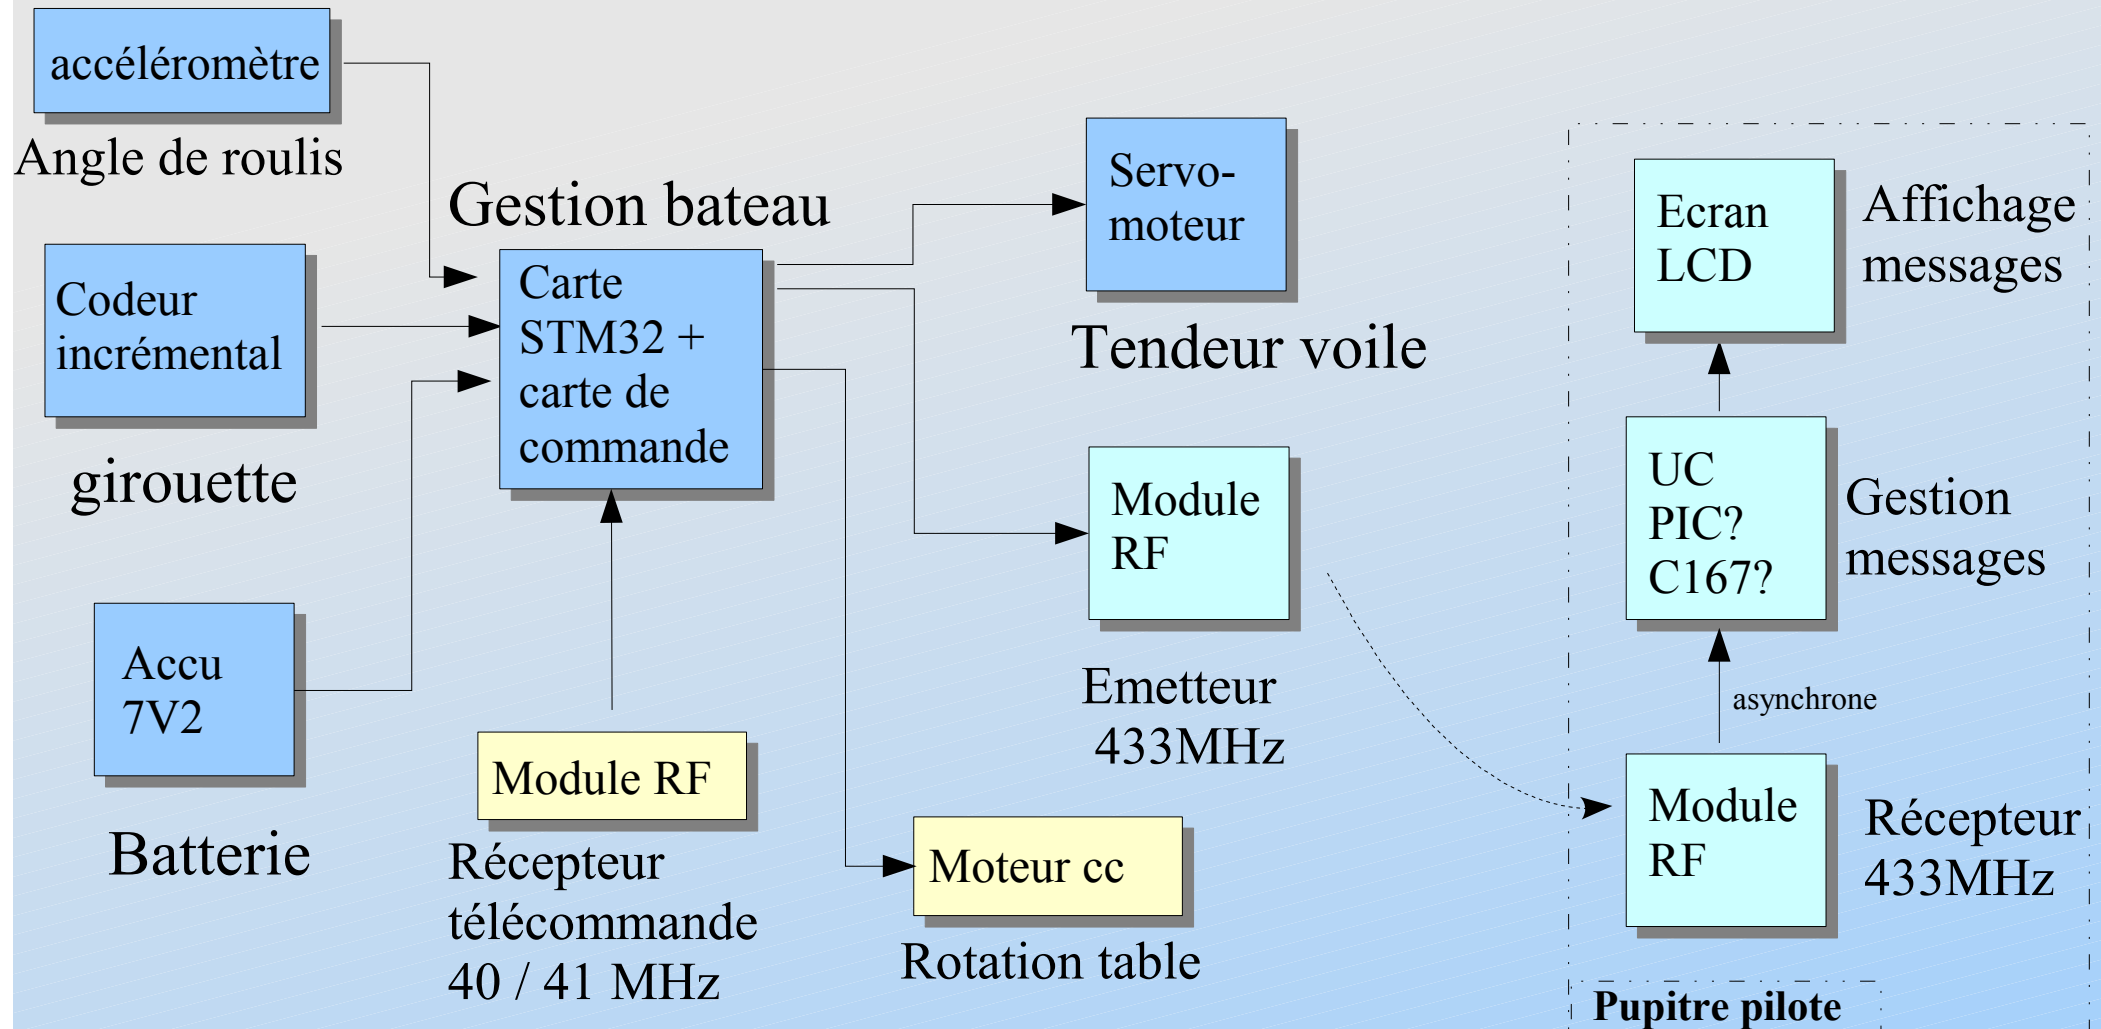 accéléromètre
Angle de roulis
Codeur
incrémental
girouette
Accu
7V2
Batterie
Gestion bateau
Carte
STM32 +
carte de
commande
Module RF
Récepteur
télécommande
40 / 41 MHz
Servo-
moteur
Tendeur voile
Module
RF
Emetteur
433MHz
Moteur cc
Rotation table
Ecran
LCD
Affichage
messages
UC
PIC?
C167?
Gestion
messages
asynchrone
Module
RF
Récepteur
433MHz
Pupitre pilote